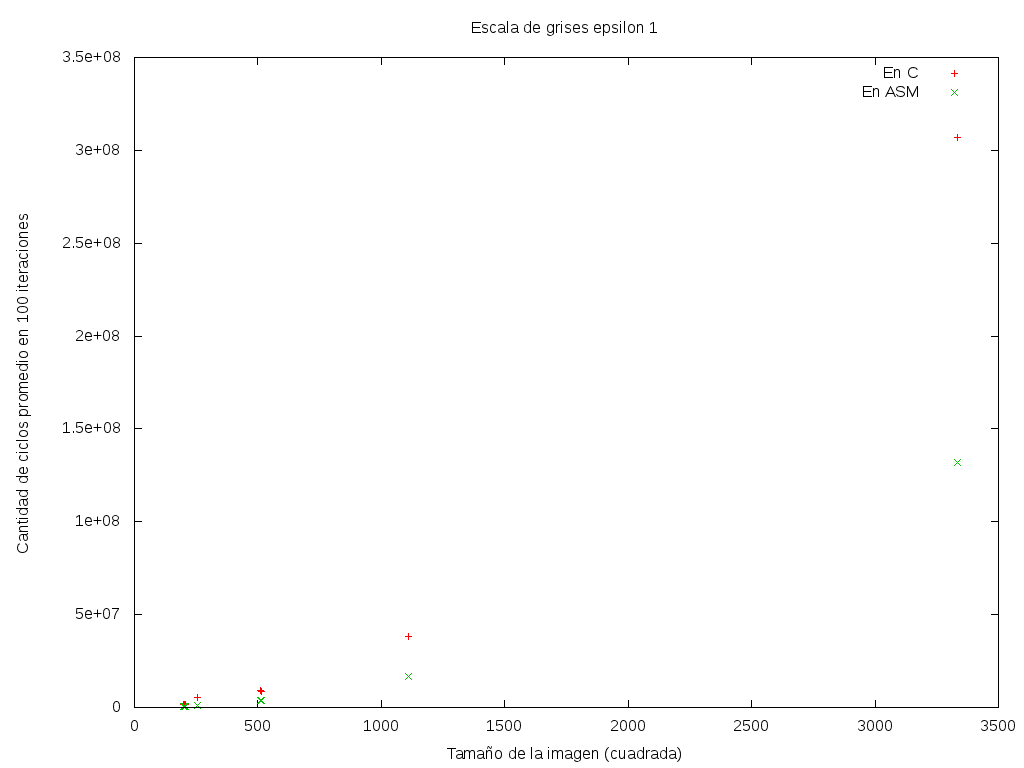 Escala de grises epsilon 1
3.5e+08
3e+08
2.5e+08
2e+08
1.5e+08
1e+08
5e+07
0
Cantidad de ciclos promedio en 100 iteraciones
En C
En ASM
0 500 1000 1500 2000 2500 3000 3500
Tamaño de la imagen (cuadrada)